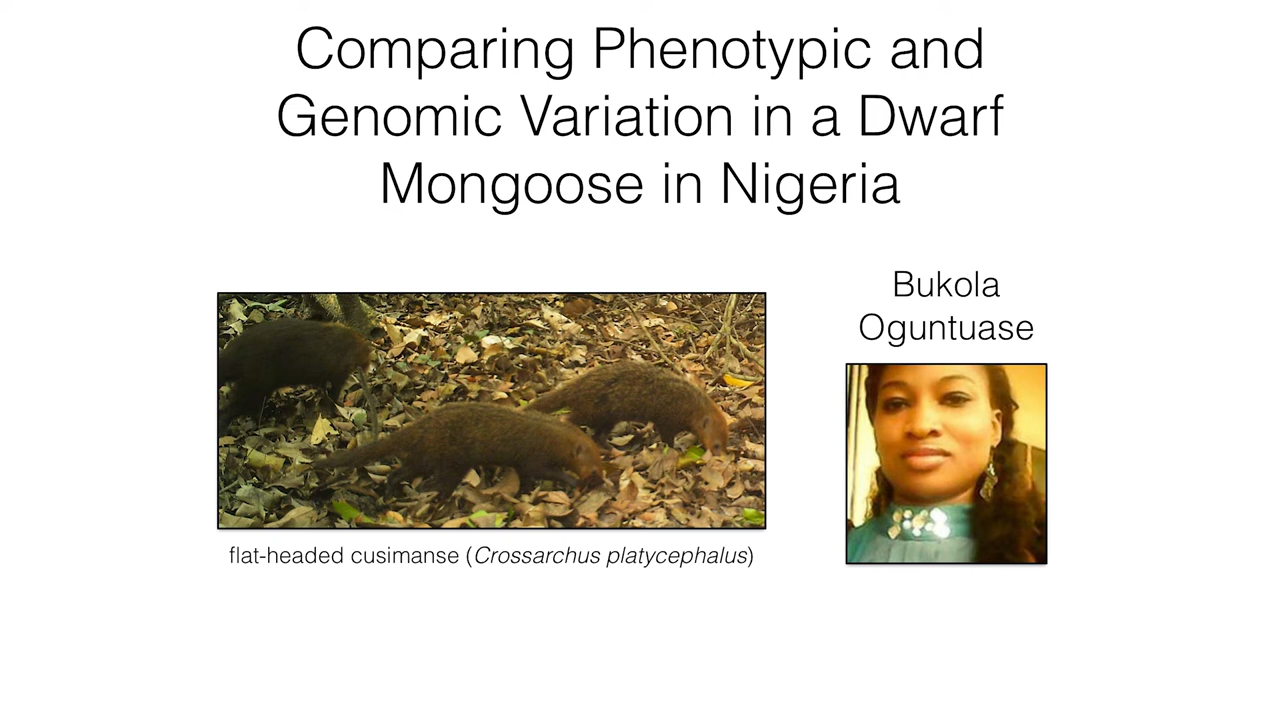 Comparing Phenotypic and
Genomic Variation in a Dwarf
Mongoose in Nigeria
Bukola
Oguntuase
flat-headed cusimanse (Crossarchus platycephalus)